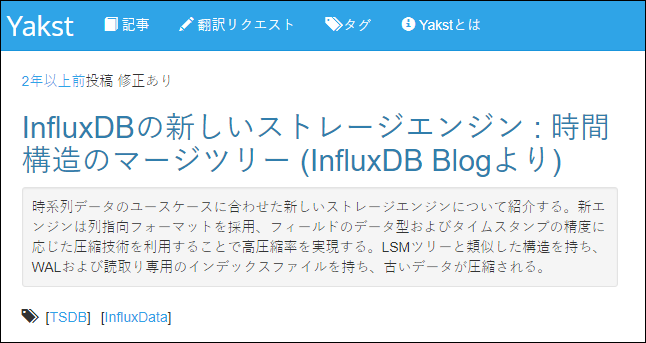 Yakst 記事 翻訳リクエスト タグ Yakstとは
2年以上前投稿 修正あり
InfluxDBの新しいストレージエンジン : 時間
構造のマージツリー (InfluxDB Blogより)
時系列データのユースケースに合わせた新しいストレージエンジンについて紹介する。新エ
ンジンは列指向フォーマットを採用、フィールドのデータ型およびタイムスタンプの精度に
応じた圧縮技術を利用することで高圧縮率を実現する。LSMツリーと類似した構造を持ち、
WALおよび読取り専用のインデックスファイルを持ち、古いデータが圧縮される。
[TSDB] [InfluxData]